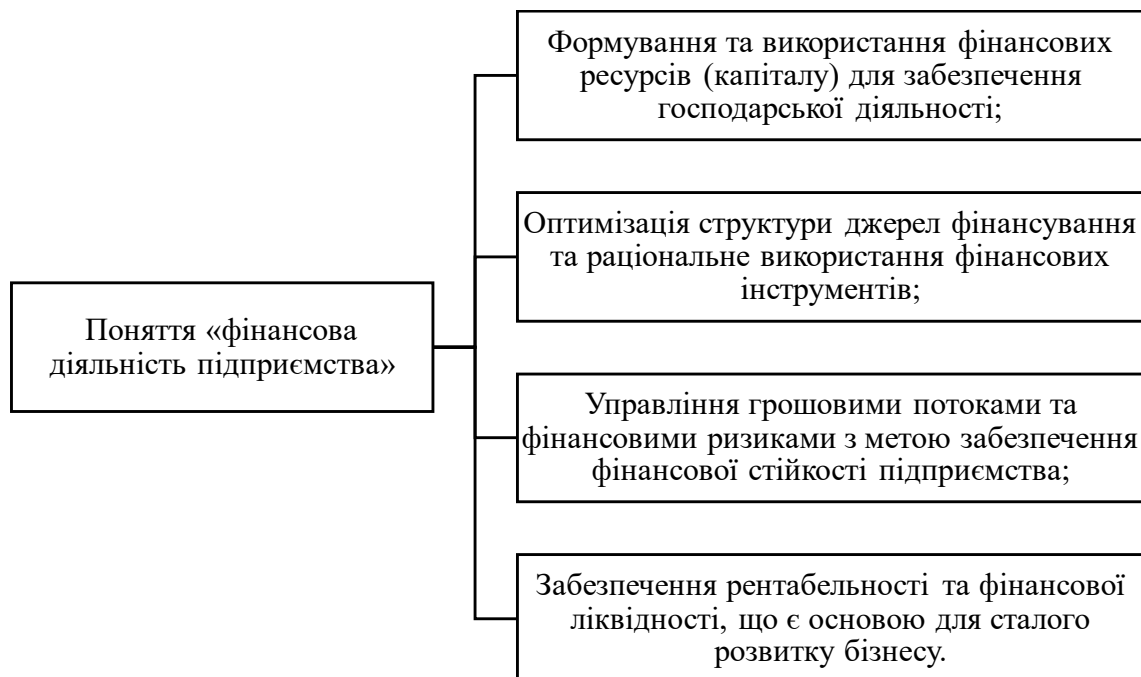 Формування та використання фінансових
ресурсів (капіталу) для забезпечення
господарської діяльності;
Оптимізація структури джерел фінансування
та раціональне використання фінансових
інструментів;
Поняття «фінансова
діяльність підприємства»
Управління грошовими потоками та
фінансовими ризиками з метою забезпечення
фінансової стійкості підприємства;
Забезпечення рентабельності та фінансової
ліквідності, що є основою для сталого
розвитку бізнесу.